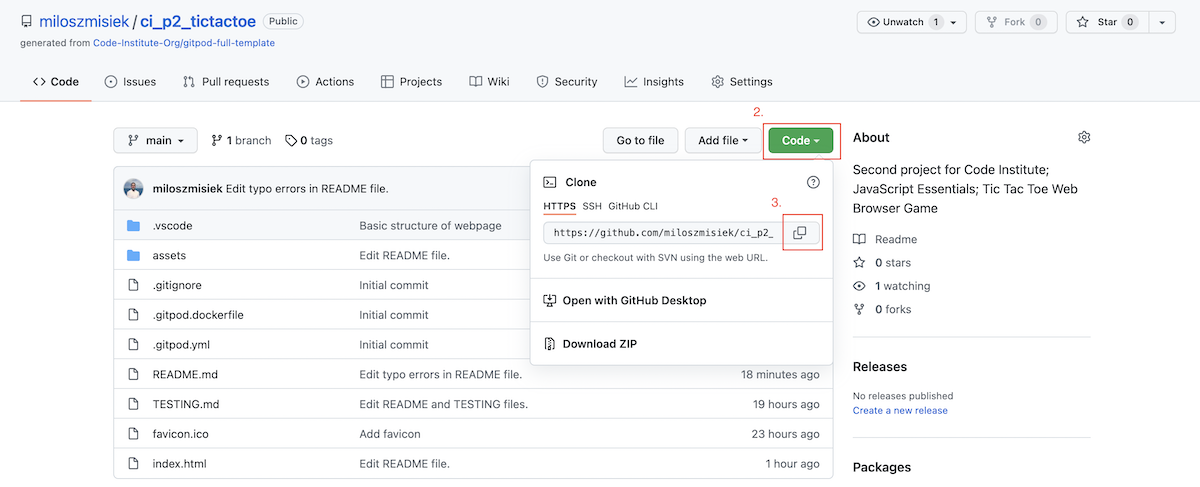 miloszmisiek / ci_p2_tictactoe Public
Unwatch 1 Fork 0 Star 0
generated from Code-Institute-Org/gitpod-full-template
Code Issues Pull requests Actions Projects Wiki Security Insights Settings
2.
main 1 branch 0 tags Go to file Add file Code
miloszmisiek Edit typo errors in README file.
.vscode Basic structure of webpage
assets Edit README file.
.gitignore Initial commit
.gitpod.dockerfile Initial commit
.gitpod.yml Initial commit
README.md Edit typo errors in README file. 18 minutes ago
TESTING.md Edit README and TESTING files. 19 hours ago
favicon.ico Add favicon 23 hours ago
index.html Edit README file. 1 hour ago
Clone
HTTPS SSH GitHub CLI
3.
https://github.com/miloszmisiek/ci_p2_
Use Git or checkout with SVN using the web URL.
Open with GitHub Desktop
Download ZIP
About
Second project for Code Institute;
JavaScript Essentials; Tic Tac Toe Web
Browser Game
Readme
0 stars
1 watching
0 forks
Releases
No releases published
Create a new release
Packages